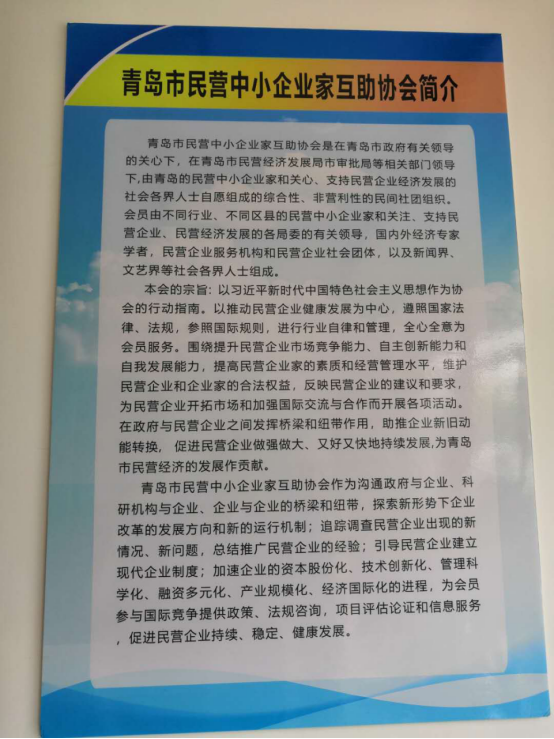 青岛市民营中小企业家互助协会简介
青岛市民营中小企业家互助协会是在青岛市政府有关领导
的关心下，在青岛市民营经济发展局市审批局等相关部门领导
下,由青岛的民营中小企业家和关心、支持民营企业经济发展的
社会各界人士自愿组成的综合性、非营利性的民间社团组织。
会员由不同行业、不同区县的民营中小企业家和关注、支持民
营企业、民营经济发展的各局委的有关领导，国内外经济专家
学者，民营企业服务机构和民营企业社会团体，以及新闻界、
文艺界等社会各界人士组成。
本会的宗旨：以习近平新时代中国特色社会主义思想作为协
会的行动指南。以推动民营企业健康发展为中心，遵照国家法
律、法规，参照国际规则，进行行业自律和管理，全心全意为
会员服务。围绕提升民营企业市场竞争能力、自主创新能力和
自我发展能力，提高民营企业家的素质和经营管理水平，维护
民营企业和企业家的合法权益，反映民营企业的建议和要求，
为民营企业开拓市场和加强国际交流与合作而开展各项活动。
在政府与民营企业之间发挥桥梁和纽带作用，助推企业新旧动
能转换， 促进民营企业做强做大、又好又快地持续发展,为青岛
市民营经济的发展作贡献。
青岛市民营中小企业家互助协会作为沟通政府与企业、科
研机构与企业、企业与企业的桥梁和纽带，探索新形势下企业
改革的发展方向和新的运行机制；追踪调查民营企业出现的新
情况、新问题，总结推广民营企业的经验；引导民营企业建立
现代企业制度；加速企业的资本股份化、技术创新化、管理科
学化、融资多元化、产业规模化、经济国际化的进程，为会员
参与国际竞争提供政策、法规咨询，项目评估论证和信息服务
，促进民营企业持续、稳定、健康发展。